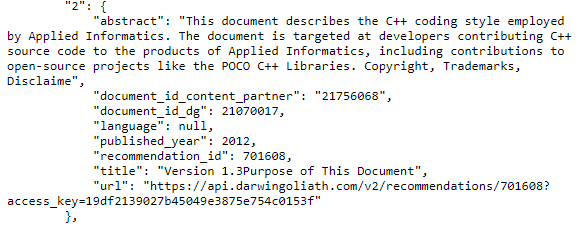 "2": {
"abstract": "This document describes the C++ coding style employed
by Applied Informatics. The document is targeted at developers contributing C++
source code to the products of Applied Informatics, including contributions to
open-source projects like the POCO C++ Libraries. Copyright, Trademarks,
Disclaime",
"document_id_content_partner": "21756068",
"document_id_dg": 21070017,
"language": null,
"published_year": 2012,
"recommendation_id": 701608,
"title": "Version 1.3Purpose of This Document",
"url": "https://api.darwingoliath.com/v2/recommendations/701608?
access_key=19df2139027b45049e3875e754c0153f"
},